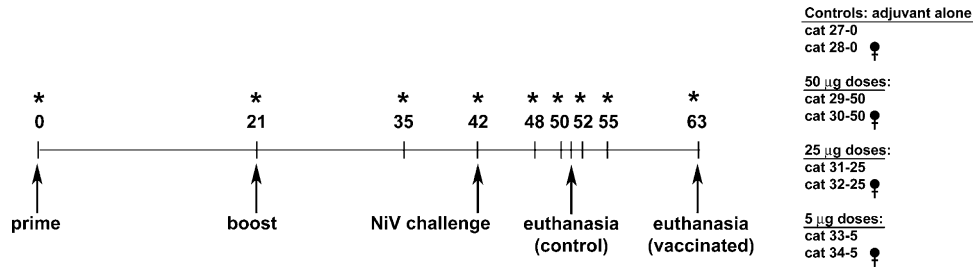 * * * * * * * * *
0 21 35 42 48 50 52 55 63
prime boost NiV challenge euthanasia euthanasia
(control) (vaccinated)
Controls: adjuvant alone
cat 27-0
cat 28-0
50 µg doses:
cat 29-50
cat 30-50
25 µg doses:
cat 31-25
cat 32-25
5 µg doses:
cat 33-5
cat 34-5